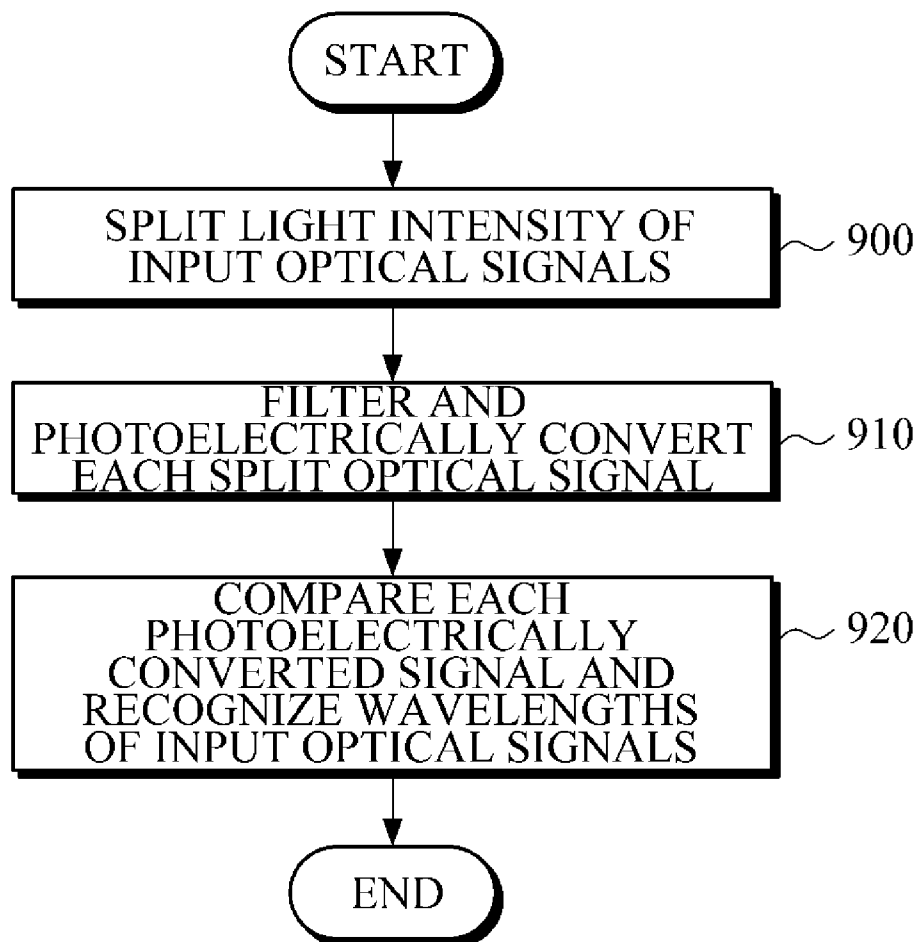 START
SPLIT LIGHT INTENSITY OF
INPUT OPTICAL SIGNALS
900
FILTER AND
PHOTOELECTRICALLY CONVERT
EACH SPLIT OPTICAL SIGNAL
910
COMPARE EACH
PHOTOELECTRICALLY
CONVERTED SIGNAL AND
RECOGNIZE WAVELENGTHS
OF INPUT OPTICAL SIGNALS
920
END